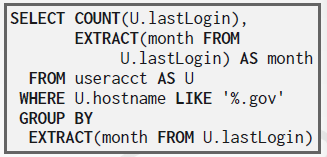 SELECT COUNT(U.lastLogin),
EXTRACT(month FROM
U.lastLogin) AS month
FROM useracct AS U
WHERE U.hostname LIKE '%.gov'
GROUP BY
EXTRACT(month FROM U.lastLogin)